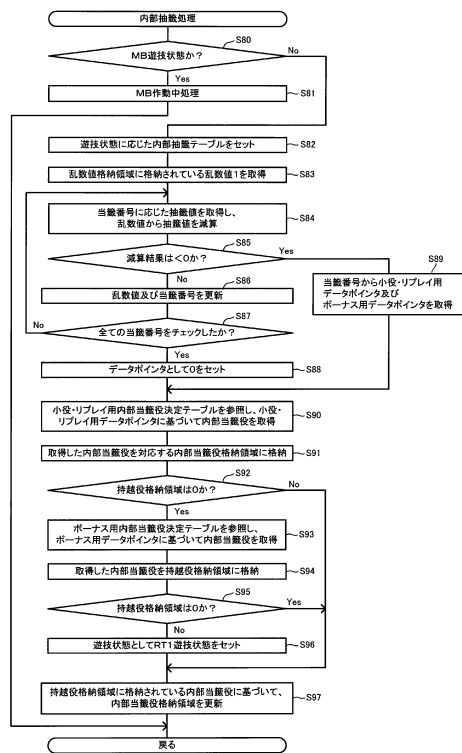 内部抽籤処理
S80
MB遊技状態か?
No
Yes
MB作動中処理
S81
遊技状態に応じた内部抽籤テーブルをセット
S82
乱数値格納領域に格納されている乱数値1を取得
S83
当籤番号に応じた抽籤値を取得し、
乱数値から抽籤値を減算
S84
S85
減算結果は<0か?
Yes
No
S89
当籤番号から小役・リプレイ用
データポインタ及び
ボーナス用データポインタを取得
S86
乱数値及び当籤番号を更新
S87
No
全ての当籤番号をチェックしたか?
Yes
データポインタとして0をセット
S88
小役・リプレイ用内部当籤役決定テーブルを参照し、小役・
リプレイ用データポインタに基づいて内部当籤役を取得
S90
取得した内部当籤役を対応する内部当籤役格納領域に格納
S91
S92
持越役格納領域は0か?
No
Yes
ボーナス用内部当籤役決定テーブルを参照し、
ボーナス用データポインタに基づいて内部当籤役を取得
S93
取得した内部当籤役を持越役格納領域に格納
S94
S95
持越役格納領域は0か?
Yes
No
遊技状態としてRT1遊技状態をセット
S96
持越役格納領域に格納されている内部当籤役に基づいて、
内部当籤役格納領域を更新
S97
戻る